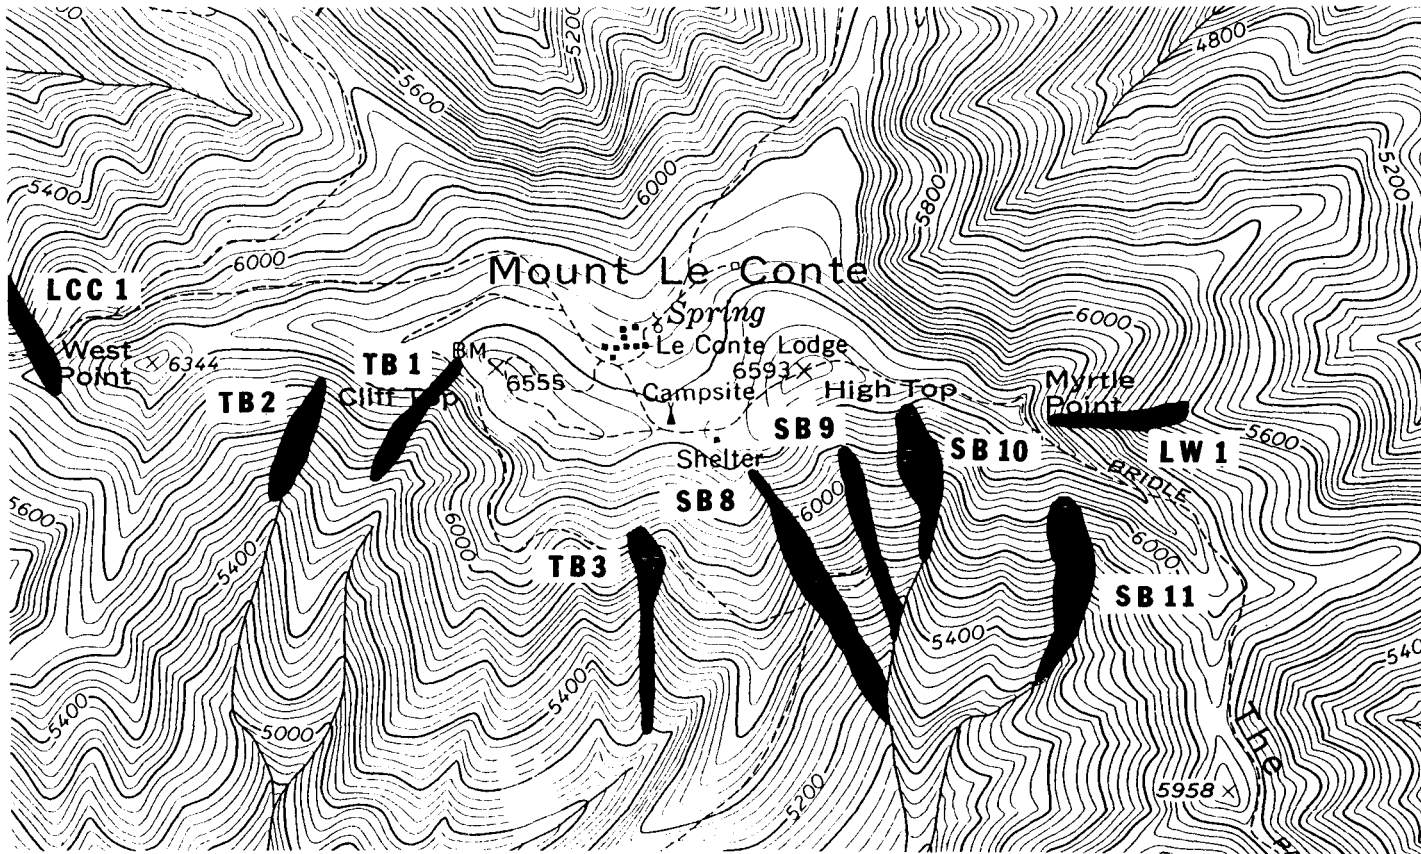 5200
4800
5600
5200
6000
5400
5800
6000
Mount Le Conte
LCC 1
Spring
6000
West
Point
6344
TB 1
BM
6555
Le Conte Lodge
6593
Cliff Top
TB 2
Campsite
High Top
Myrtle
Point
SB 9
SB 10
LW 1
5600
Shelter
BRIDLE
SB 8
6000
5600
6000
6000
5400
TB 3
SB 11
5400
5400
5400
5400
5000
The
5200
5958